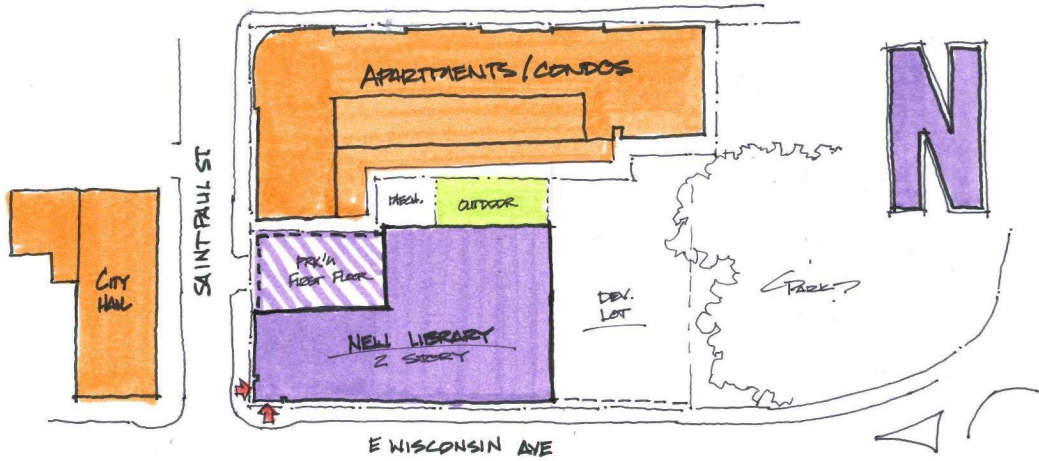 APARTMENTS/CONDOS
N
SAINT PAUL ST
MECH.
OUTDOOR
CITY
HALL
PRK'G
FIRST FLOOR
NEW LIBRARY
2 STORY
DEV.
LOT
PARK?
E WISCONSIN AVE